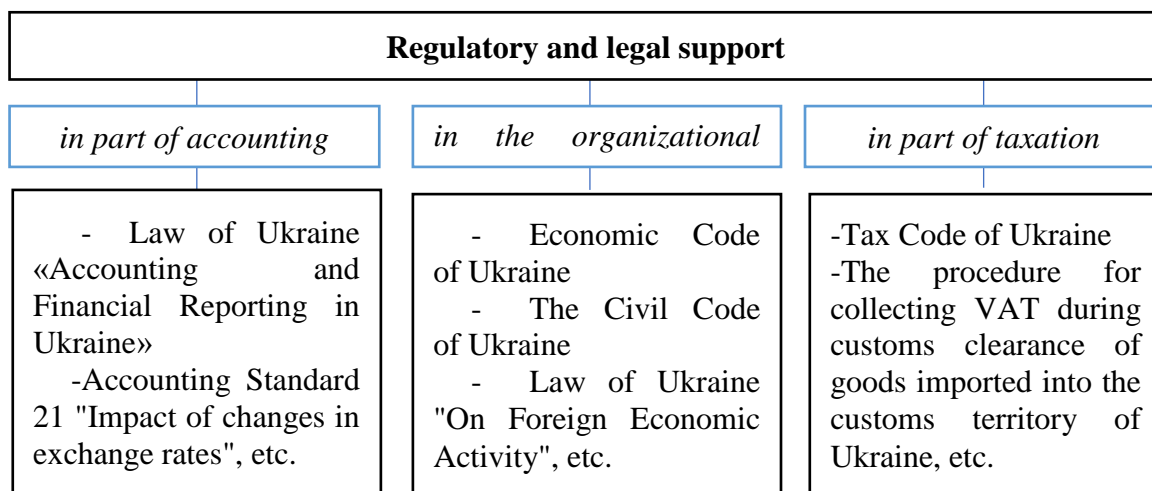 Regulatory and legal support
in part of accounting
in the organizational
in part of taxation
- Law of Ukraine
«Accounting and
Financial Reporting in
Ukraine»
-Accounting Standard
21 "Impact of changes in
exchange rates", etc.
- Economic Code
of Ukraine
- The Civil Code
of Ukraine
- Law of Ukraine
"On Foreign Economic
Activity", etc.
-Tax Code of Ukraine
-The procedure for
collecting VAT during
customs clearance of
goods imported into the
customs territory of
Ukraine, etc.